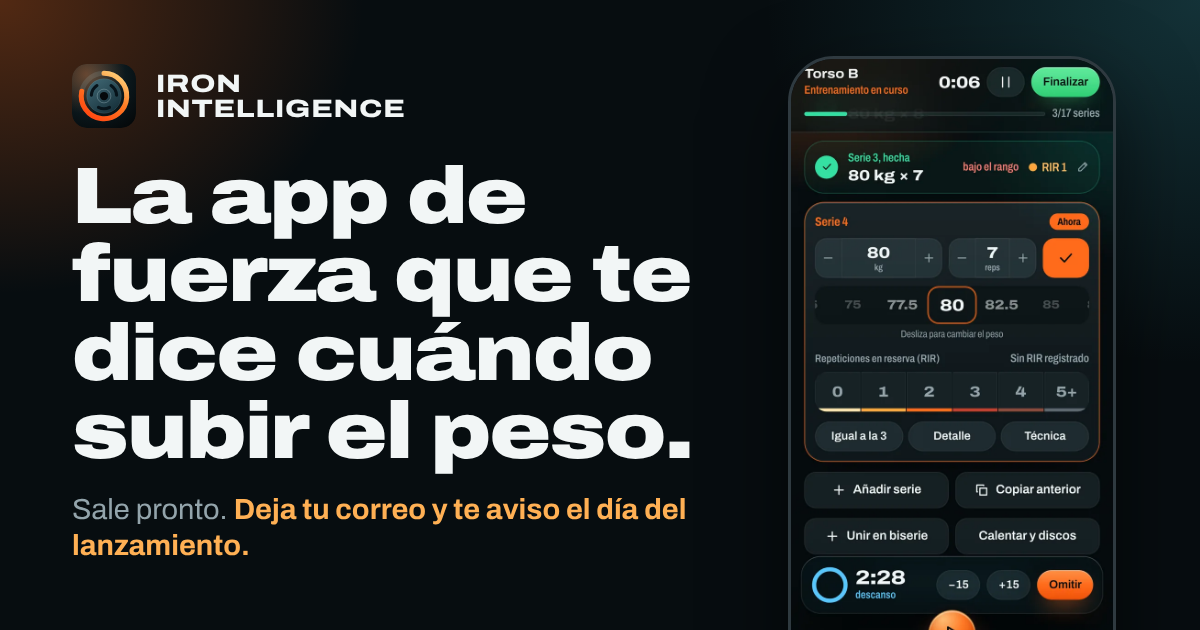 IRON
INTELLIGENCE
La app de
fuerza que te
dice cuándo
subir el peso.
Sale pronto. Deja tu correo y te aviso el día del
lanzamiento.
Torso B
Entrenamiento en curso
0:06
Finalizar
3/17 series
Serie 3, hecha
80 kg × 7
bajo el rango
RIR 1
Serie 4
Ahora
− 80 kg +
− 7 reps +
75 77.5 80 82.5 85
Desliza para cambiar el peso
Repeticiones en reserva (RIR)
Sin RIR registrado
0 1 2 3 4 5+
Igual a la 3
Detalle
Técnica
+ Añadir serie
Copiar anterior
+ Unir en biserie
Calentar y discos
2:28
descanso
−15
+15
Omitir